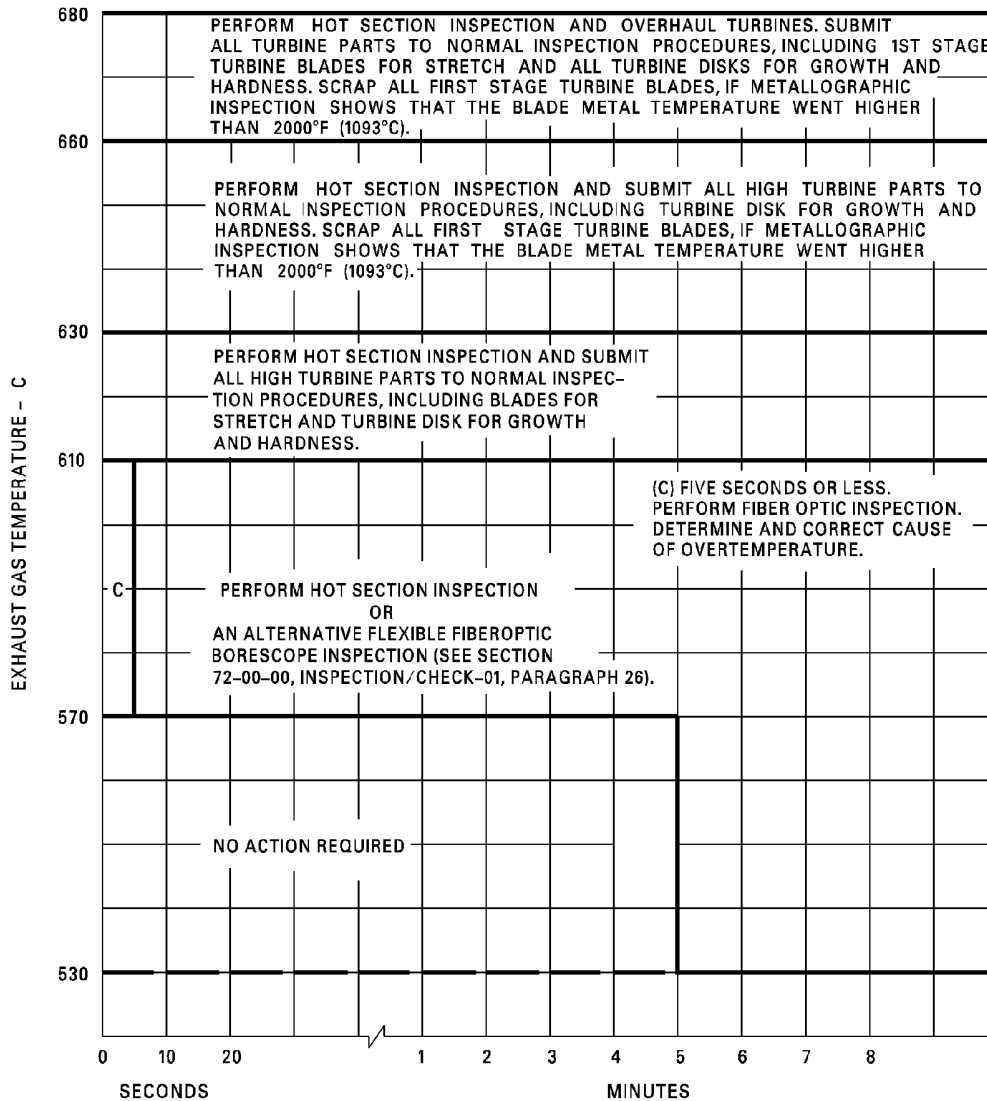 680
PERFORM HOT SECTION INSPECTION AND OVERHAUL TURBINES. SUBMIT
ALL TURBINE PARTS TO NORMAL INSPECTION PROCEDURES, INCLUDING 1ST STAGE
TURBINE BLADES FOR STRETCH AND ALL TURBINE DISKS FOR GROWTH AND
HARDNESS. SCRAP ALL FIRST STAGE TURBINE BLADES, IF METALLOGRAPHIC
INSPECTION SHOWS THAT THE BLADE METAL TEMPERATURE WENT HIGHER
THAN 2000°F (1093°C).
660
PERFORM HOT SECTION INSPECTION AND SUBMIT ALL HIGH TURBINE PARTS TO
NORMAL INSPECTION PROCEDURES, INCLUDING TURBINE DISK FOR GROWTH AND
HARDNESS. SCRAP ALL FIRST STAGE TURBINE BLADES, IF METALLOGRAPHIC
INSPECTION SHOWS THAT THE BLADE METAL TEMPERATURE WENT HIGHER
THAN 2000°F (1093°C).
630
PERFORM HOT SECTION INSPECTION AND SUBMIT
ALL HIGH TURBINE PARTS TO NORMAL INSPEC-
TION PROCEDURES, INCLUDING BLADES FOR
STRETCH AND TURBINE DISK FOR GROWTH
AND HARDNESS.
610
(C) FIVE SECONDS OR LESS.
PERFORM FIBER OPTIC INSPECTION.
DETERMINE AND CORRECT CAUSE
OF OVERTEMPERATURE.
C
PERFORM HOT SECTION INSPECTION
OR
AN ALTERNATIVE FLEXIBLE FIBEROPTIC
BORESCOPE INSPECTION (SEE SECTION
72-00-00, INSPECTION/CHECK-01, PARAGRAPH 26).
570
NO ACTION REQUIRED
530
EXHAUST GAS TEMPERATURE - C
0 10 20 1 2 3 4 5 6 7 8
SECONDS MINUTES